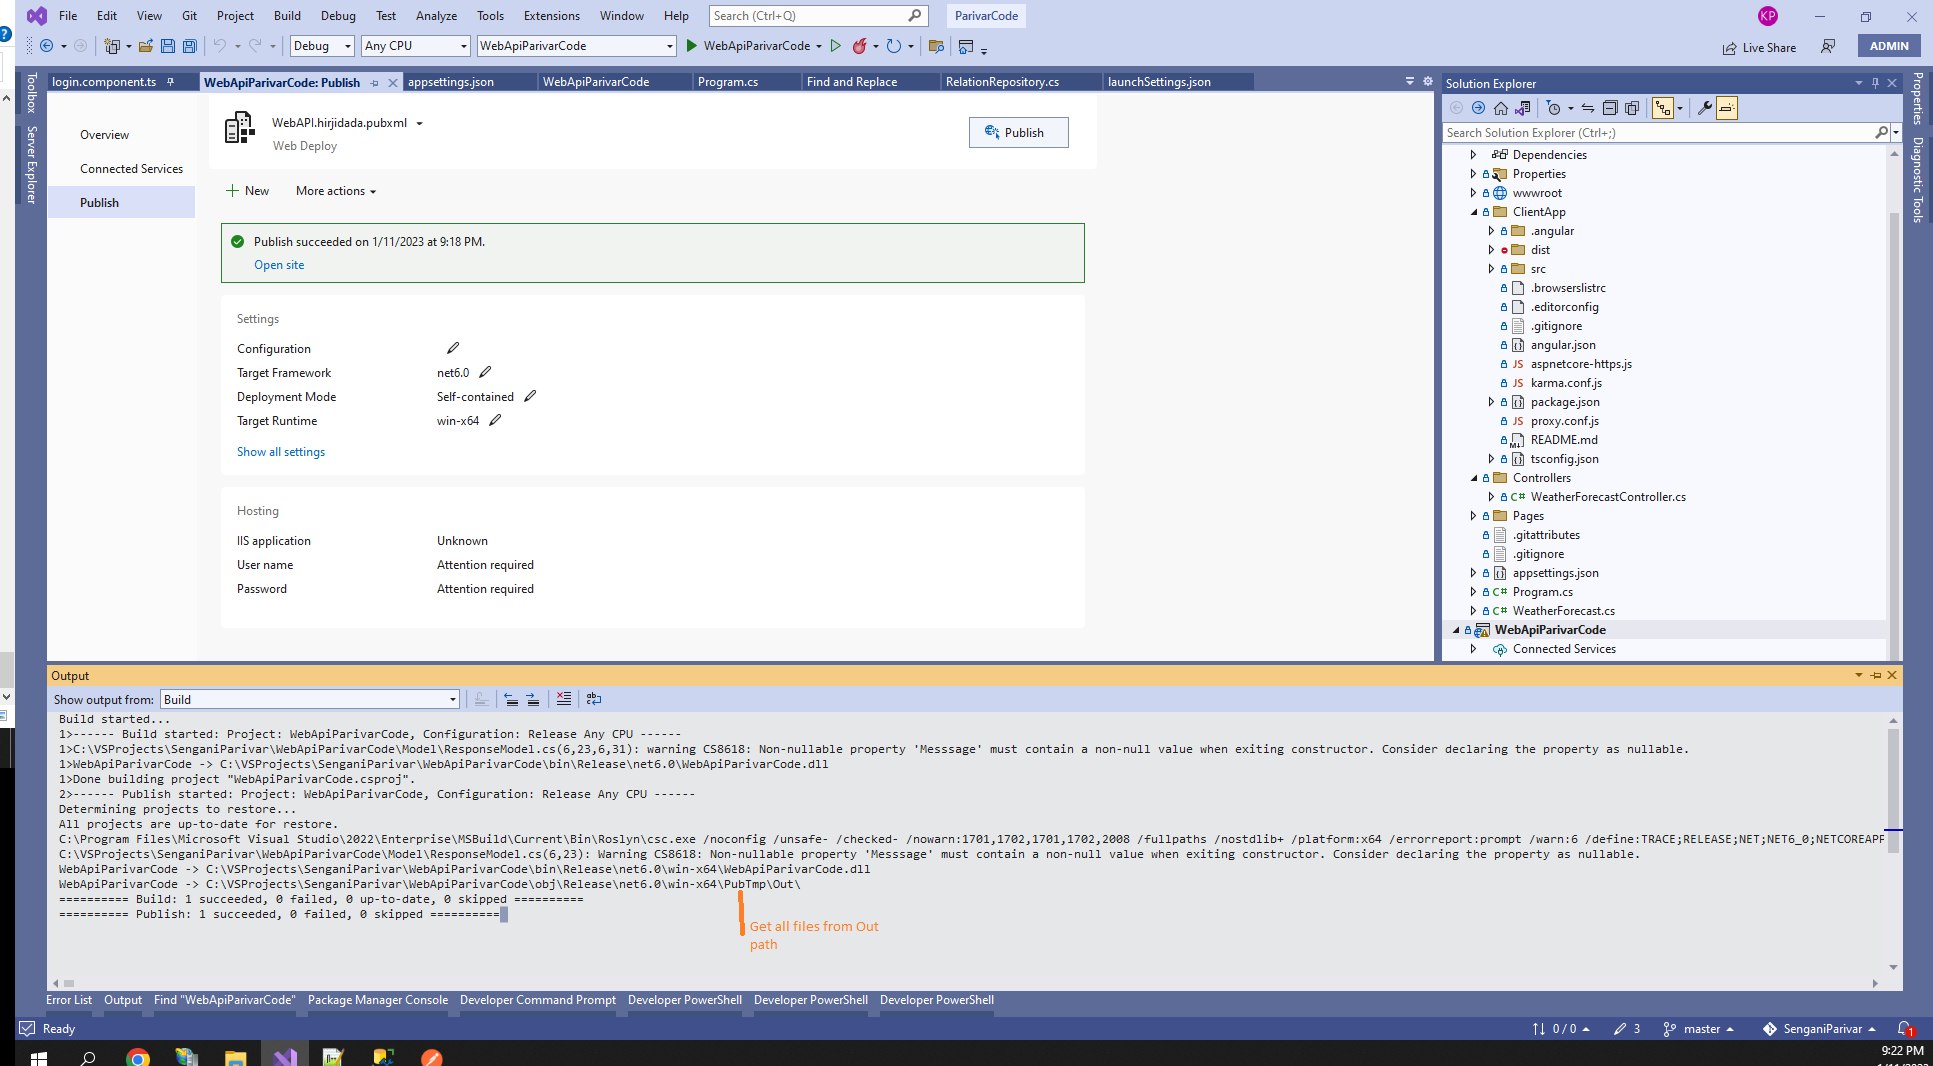 File Edit View Git Project Build Debug Test Analyze Tools Extensions Window Help Search (Ctrl+Q) ParivarCode KP
Debug Any CPU WebApiParivarCode WebApiParivarCode Live Share ADMIN
Toolbox
Server Explorer
login.component.ts WebApiParivarCode: Publish appsettings.json WebApiParivarCode Program.cs Find and Replace RelationRepository.cs launchSettings.json
Overview
Connected Services
Publish
WebAPI.hirjidada.pubxml
Web Deploy
Publish
New More actions
Publish succeeded on 1/11/2023 at 9:18 PM.
Open site
Settings
Configuration
Target Framework net6.0
Deployment Mode Self-contained
Target Runtime win-x64
Show all settings
Hosting
IIS application Unknown
User name Attention required
Password Attention required
Solution Explorer
Search Solution Explorer (Ctrl+;)
Dependencies
Properties
wwwroot
ClientApp
.angular
dist
src
.browserslistrc
.editorconfig
.gitignore
angular.json
JS aspnetcore-https.js
JS karma.conf.js
package.json
JS proxy.conf.js
README.md
tsconfig.json
Controllers
C# WeatherForecastController.cs
Pages
.gitattributes
.gitignore
appsettings.json
C# Program.cs
C# WeatherForecast.cs
WebApiParivarCode
Connected Services
Properties
Diagnostic Tools
Output
Show output from: Build
Build started...
1>------ Build started: Project: WebApiParivarCode, Configuration: Release Any CPU ------
1>C:\VSProjects\SenganiParivar\WebApiParivarCode\Model\ResponseModel.cs(6,23,6,31): warning CS8618: Non-nullable property 'Messsage' must contain a non-null value when exiting constructor. Consider declaring the property as nullable.
1>WebApiParivarCode -> C:\VSProjects\SenganiParivar\WebApiParivarCode\bin\Release\net6.0\WebApiParivarCode.dll
1>Done building project "WebApiParivarCode.csproj".
2>------ Publish started: Project: WebApiParivarCode, Configuration: Release Any CPU ------
Determining projects to restore...
All projects are up-to-date for restore.
C:\Program Files\Microsoft Visual Studio\2022\Enterprise\MSBuild\Current\Bin\Roslyn\csc.exe /noconfig /unsafe- /checked- /nowarn:1701,1702,1701,1702,2008 /fullpaths /nostdlib+ /platform:x64 /errorreport:prompt /warn:6 /define:TRACE;RELEASE;NET;NET6_0;NETCOREAPP
C:\VSProjects\SenganiParivar\WebApiParivarCode\Model\ResponseModel.cs(6,23): Warning CS8618: Non-nullable property 'Messsage' must contain a non-null value when exiting constructor. Consider declaring the property as nullable.
WebApiParivarCode -> C:\VSProjects\SenganiParivar\WebApiParivarCode\bin\Release\net6.0\win-x64\WebApiParivarCode.dll
WebApiParivarCode -> C:\VSProjects\SenganiParivar\WebApiParivarCode\obj\Release\net6.0\win-x64\PubTmp\Out\
========== Build: 1 succeeded, 0 failed, 0 up-to-date, 0 skipped ==========
========== Publish: 1 succeeded, 0 failed, 0 skipped ==========
Get all files from Out
path
Error List Output Find "WebApiParivarCode" Package Manager Console Developer Command Prompt Developer PowerShell Developer PowerShell Developer PowerShell
Ready 0 / 0 3 master SenganiParivar 1
9:22 PM